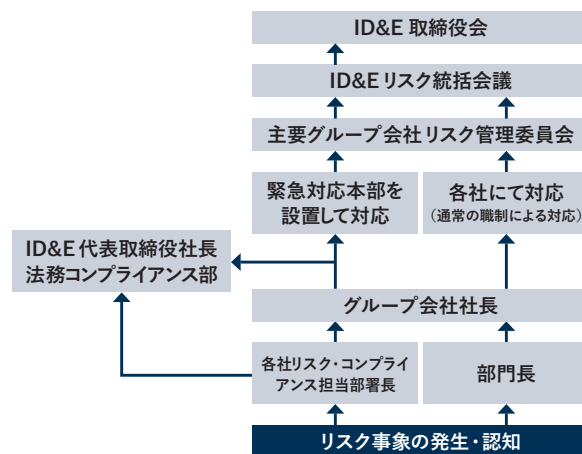 ID&E 取締役会
ID&Eリスク統括会議
主要グループ会社リスク管理委員会
緊急対応本部を
設置して対応
各社にて対応
（通常の職制による対応）
ID&E代表取締役社長
法務コンプライアンス部
グループ会社社長
各社リスク・コンプライ
アンス担当部署長
部門長
リスク事象の発生・認知